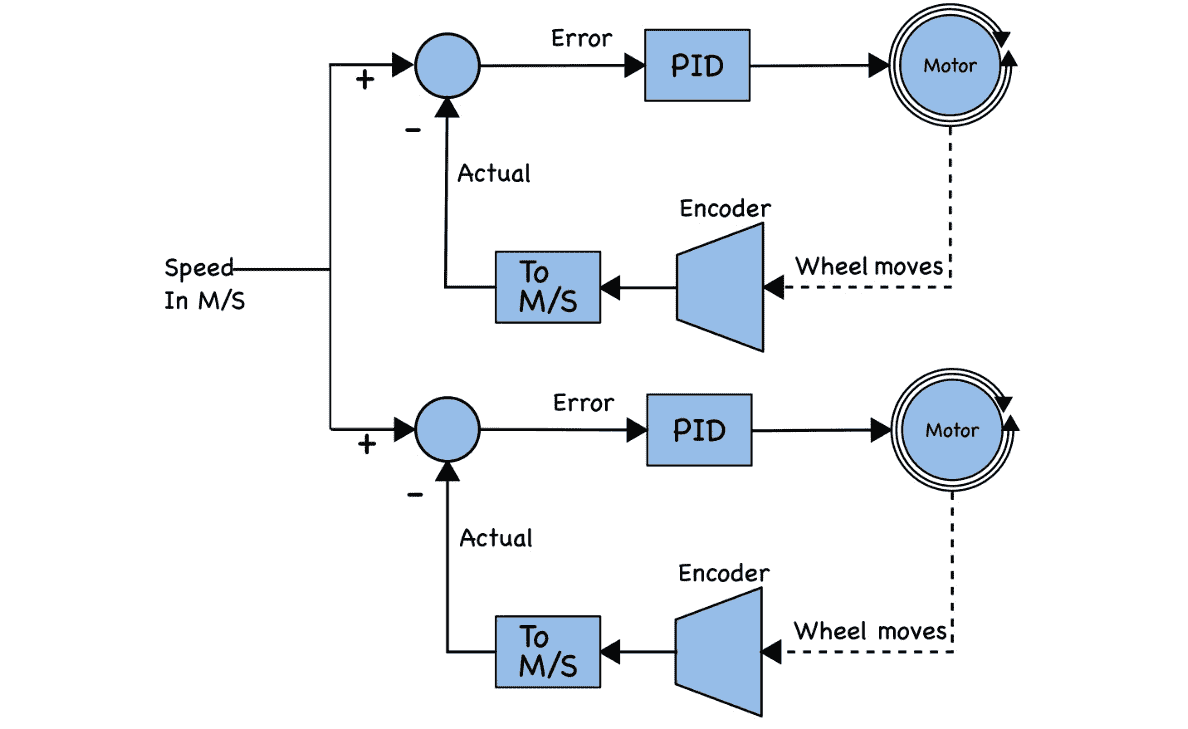 Error
PID
Motor
+
-
Actual
Encoder
Speed
In M/S
To
M/S
Wheel moves
Error
PID
Motor
+
-
Actual
Encoder
To
M/S
Wheel moves